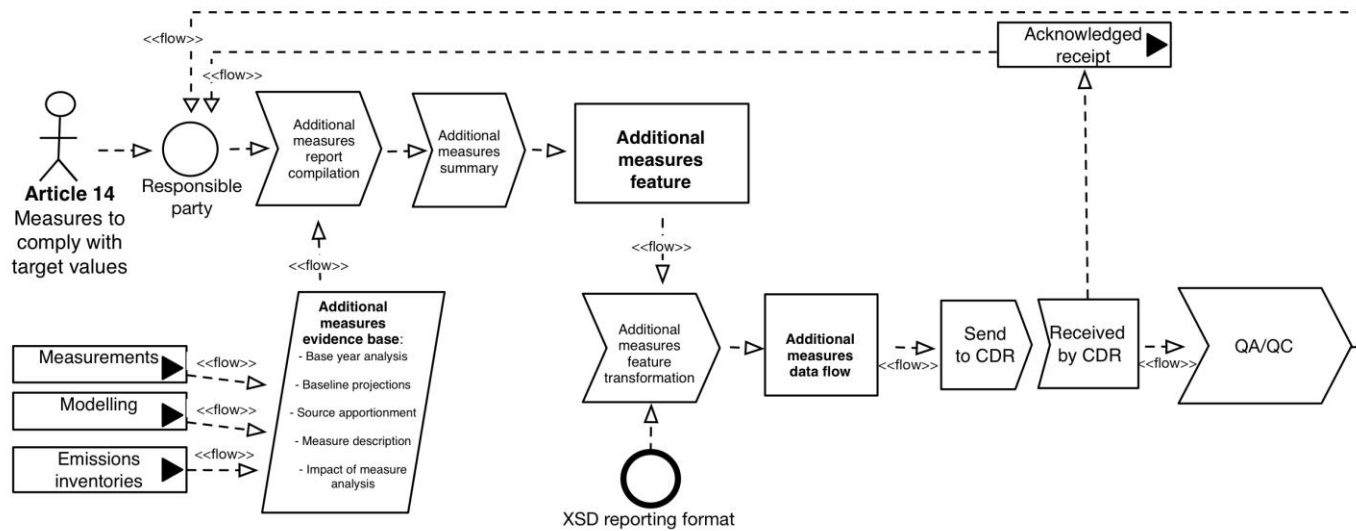 <<flow>>
Acknowledged
receipt
<<flow>>
Additional
measures
report
compilation
Additional
measures
summary
Additional
measures
feature
Article 14
Measures to
comply with
target values
Responsible
party
<<flow>>
<<flow>>
Additional
measures
evidence base:
- Base year analysis
- Baseline projections
- Source apportionment
- Measure description
- Impact of measure
analysis
Measurements
<<flow>>
Modelling
<<flow>>
Emissions
inventories
<<flow>>
Additional
measures
feature
transformation
Additional
measures
data flow
<<flow>>
Send
to CDR
Received
by CDR
<<flow>>
QA/QC
XSD reporting format